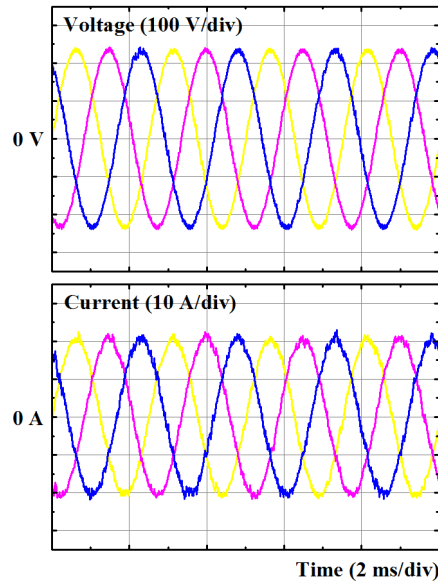 Voltage (100 V/div)
0 V
Current (10 A/div)
0 A
Time (2 ms/div)